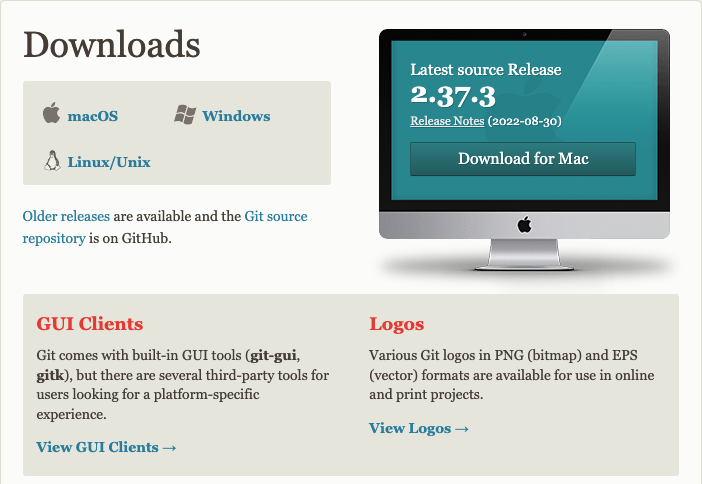 Downloads
macOS
Windows
Linux/Unix
Older releases are available and the Git source
repository is on GitHub.
Latest source Release
2.37.3
Release Notes (2022-08-30)
Download for Mac
GUI Clients
Git comes with built-in GUI tools (git-gui,
gitk), but there are several third-party tools for
users looking for a platform-specific
experience.
View GUI Clients →
Logos
Various Git logos in PNG (bitmap) and EPS
(vector) formats are available for use in online
and print projects.
View Logos →